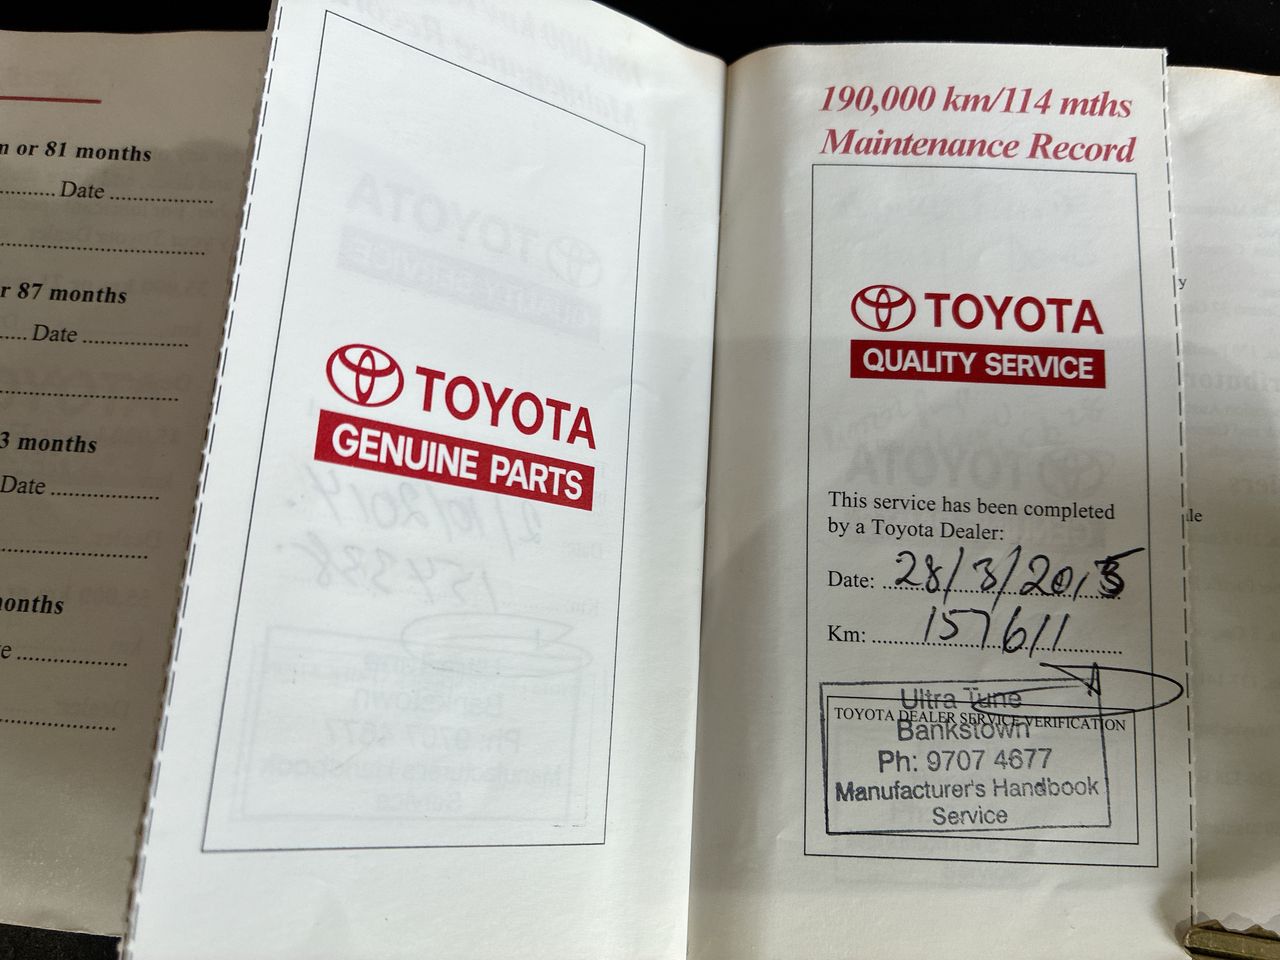 m or 81 months
.......... Date ..................
r 87 months
..... Date ..................
3 months
Date ..................
months
TOYOTA
GENUINE PARTS
190,000 km/114 mths
Maintenance Record
TOYOTA
QUALITY SERVICE
This service has been completed
by a Toyota Dealer:
Date: 28/3/2015
Km: 157611
TOYOTA DEALER SERVICE VERIFICATION
Ultra Tune
Bankstown
Ph: 9707 4677
Manufacturer's Handbook
Service